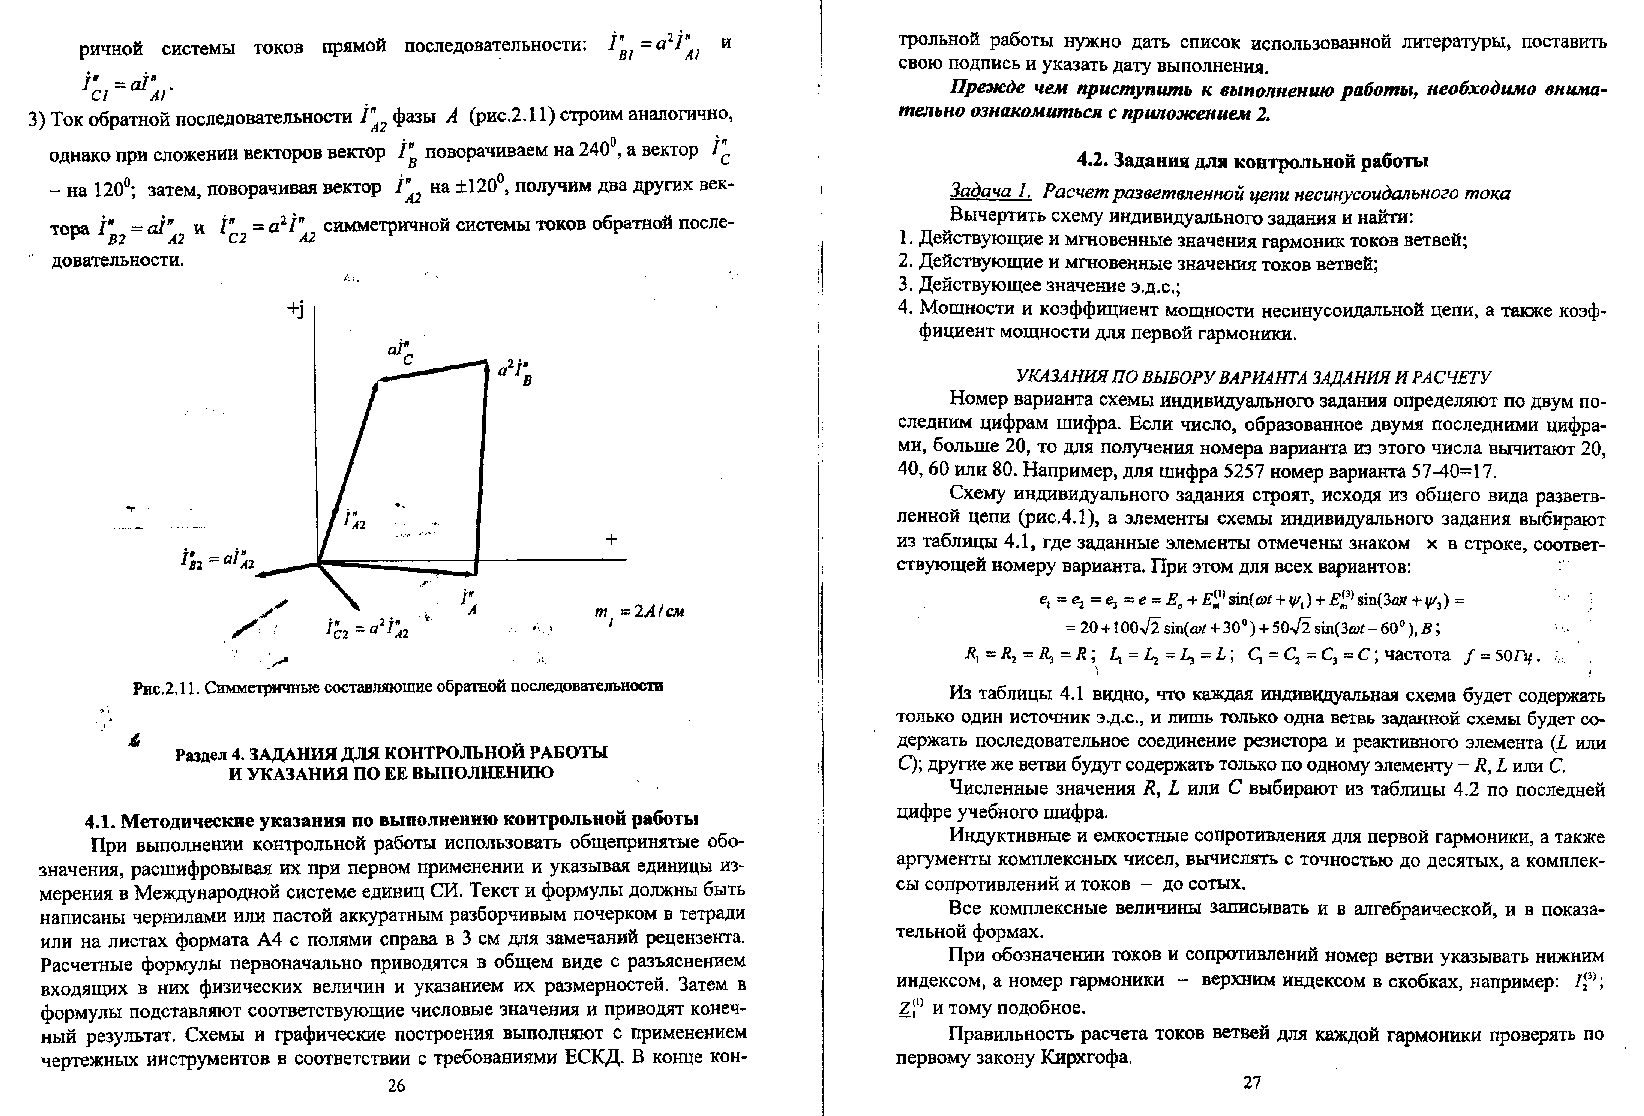 ричной системы токов прямой последовательности: İ"B1 = a²İ"A1 и
İ"C1 = aİ"A1.
3) Ток обратной последовательности İ"A2 фазы A (рис.2.11) строим аналогично,
однако при сложении векторов вектор İ"B поворачиваем на 240⁰, а вектор İ"C
– на 120⁰; затем, поворачивая вектор İ"A2 на ±120⁰, получим два других век-
тора İ"B2 = aİ"A2 и İ"C2 = a²İ"A2 симметричной системы токов обратной после-
довательности.
+j
aİ"C
a²İ"B
İ"A2
+
İ"B2 = aİ"A2
İ"A
İ"C2 = a²İ"A2
mi = 2A/см
Рис.2.11. Симметричные составляющие обратной последовательности
Раздел 4. ЗАДАНИЯ ДЛЯ КОНТРОЛЬНОЙ РАБОТЫ
И УКАЗАНИЯ ПО ЕЕ ВЫПОЛНЕНИЮ
4.1. Методические указания по выполнению контрольной работы
При выполнении контрольной работы использовать общепринятые обо-
значения, расшифровывая их при первом применении и указывая единицы из-
мерения в Международной системе единиц СИ. Текст и формулы должны быть
написаны чернилами или пастой аккуратным разборчивым почерком в тетради
или на листах формата А4 с полями справа в 3 см для замечаний рецензента.
Расчетные формулы первоначально приводятся в общем виде с разъяснением
входящих в них физических величин и указанием их размерностей. Затем в
формулы подставляют соответствующие числовые значения и приводят конеч-
ный результат. Схемы и графические построения выполняют с применением
чертежных инструментов в соответствии с требованиями ЕСКД. В конце кон-
26
трольной работы нужно дать список использованной литературы, поставить
свою подпись и указать дату выполнения.
Прежде чем приступить к выполнению работы, необходимо внима-
тельно ознакомиться с приложением 2.
4.2. Задания для контрольной работы
Задача 1. Расчет разветвленной цепи несинусоидального тока
Вычертить схему индивидуального задания и найти:
1. Действующие и мгновенные значения гармоник токов ветвей;
2. Действующие и мгновенные значения токов ветвей;
3. Действующее значение э.д.с.;
4. Мощности и коэффициент мощности несинусоидальной цепи, а также коэф-
фициент мощности для первой гармоники.
УКАЗАНИЯ ПО ВЫБОРУ ВАРИАНТА ЗАДАНИЯ И РАСЧЕТУ
Номер варианта схемы индивидуального задания определяют по двум по-
следним цифрам шифра. Если число, образованное двумя последними цифра-
ми, больше 20, то для получения номера варианта из этого числа вычитают 20,
40, 60 или 80. Например, для шифра 5257 номер варианта 57-40=17.
Схему индивидуального задания строят, исходя из общего вида разветв-
ленной цепи (рис.4.1), а элементы схемы индивидуального задания выбирают
из таблицы 4.1, где заданные элементы отмечены знаком × в строке, соответ-
ствующей номеру варианта. При этом для всех вариантов:
e₁ = e₂ = e₃ = e = Eₒ + Eₘ⁽¹⁾ sin(ωt + ψ₁) + Eₘ⁽³⁾ sin(3ωt + ψ₃) =
= 20 + 100√2 sin(ωt + 30°) + 50√2 sin(3ωt – 60°), В;
R₁ = R₂ = R₃ = R; L₁ = L₂ = L₃ = L; C₁ = C₂ = C₃ = C; частота f = 50Гц.
Из таблицы 4.1 видно, что каждая индивидуальная схема будет содержать
только один источник э.д.с., и лишь только одна ветвь заданной схемы будет со-
держать последовательное соединение резистора и реактивного элемента (L или
C); другие же ветви будут содержать только по одному элементу – R, L или C.
Численные значения R, L или C выбирают из таблицы 4.2 по последней
цифре учебного шифра.
Индуктивные и емкостные сопротивления для первой гармоники, а также
аргументы комплексных чисел, вычислять с точностью до десятых, а комплек-
сы сопротивлений и токов – до сотых.
Все комплексные величины записывать и в алгебраической, и в показа-
тельной формах.
При обозначении токов и сопротивлений номер ветви указывать нижним
индексом, а номер гармоники – верхним индексом в скобках, например: I₂⁽³⁾;
Z₁⁽¹⁾ и тому подобное.
Правильность расчета токов ветвей для каждой гармоники проверять по
первому закону Кирхгофа.
27